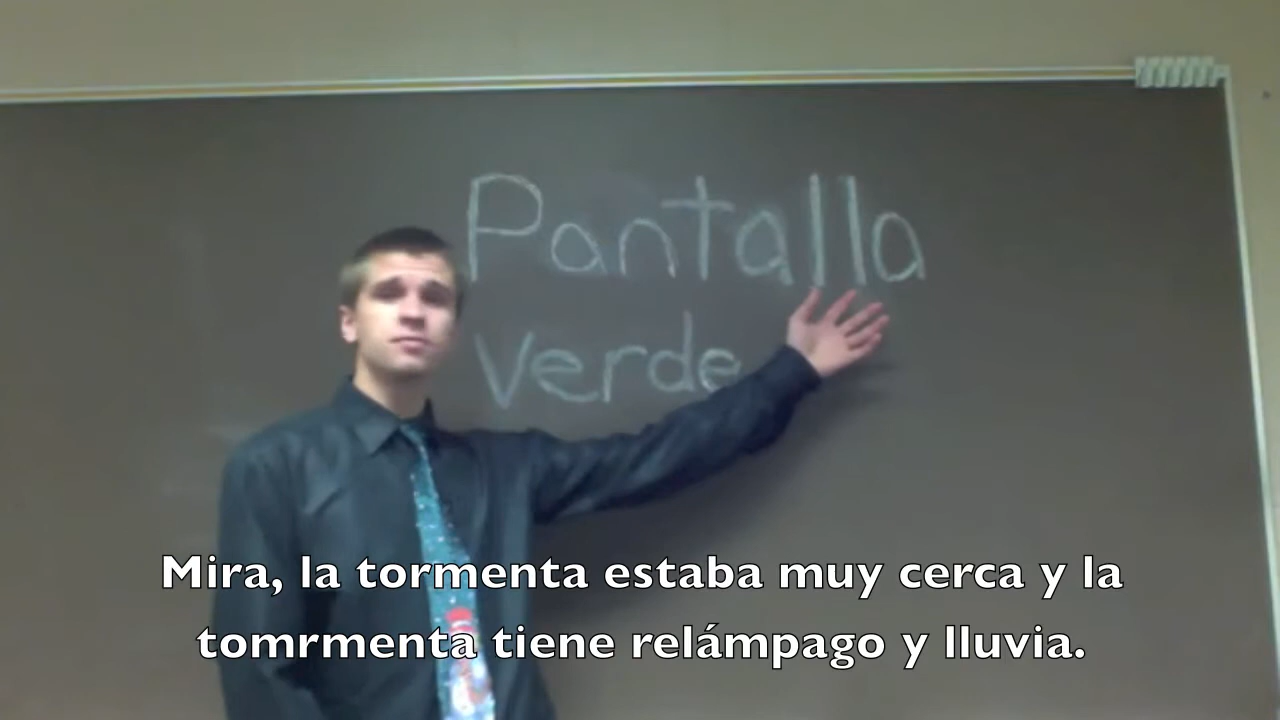 Pantalla
verde
Mira, la tormenta estaba muy cerca y la
tomrmenta tiene relámpago y lluvia.